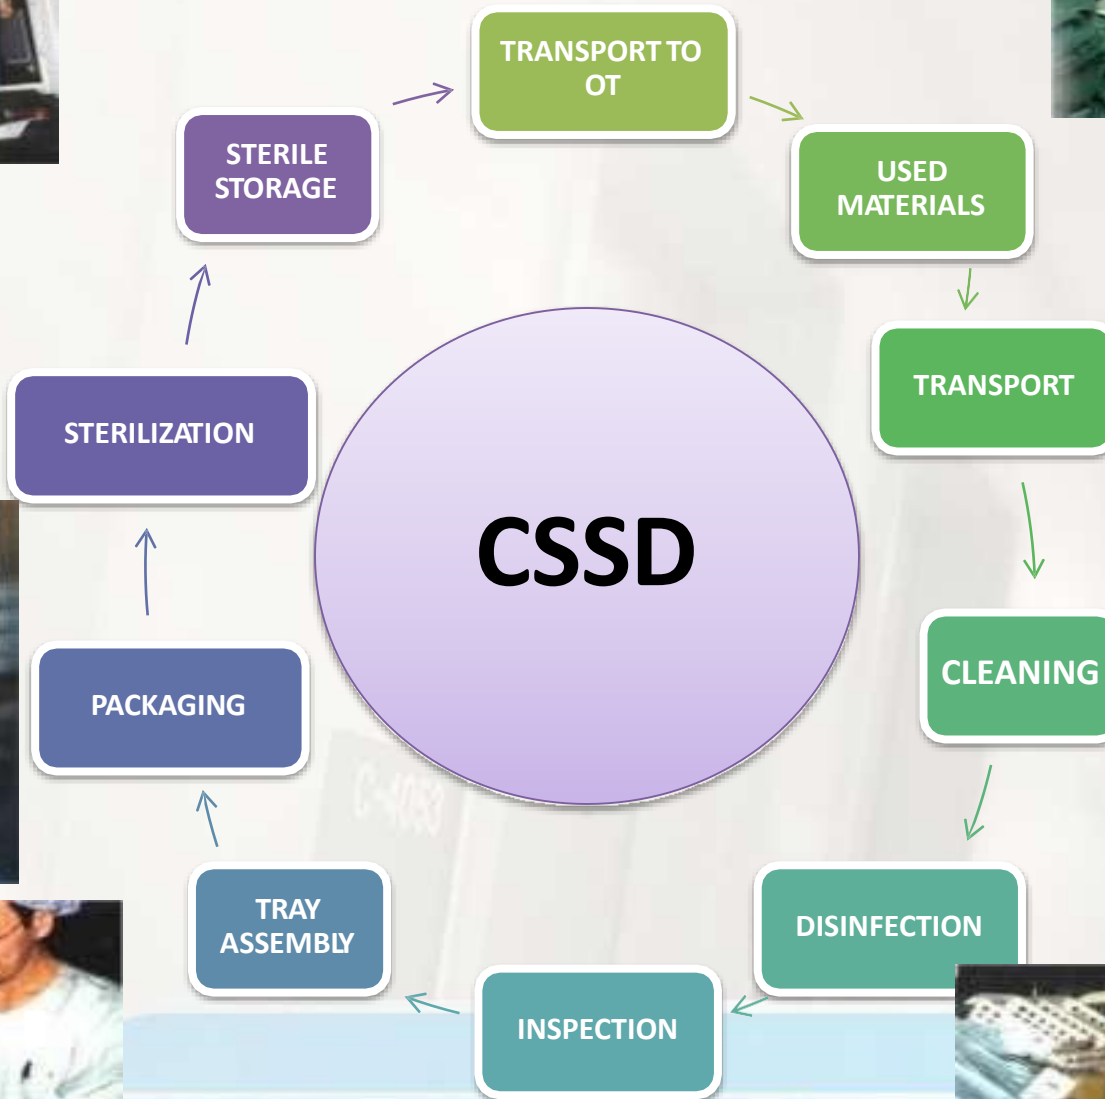 TRANSPORT TO
OT
STERILE
STORAGE
USED
MATERIALS
TRANSPORT
STERILIZATION
CSSD
CLEANING
PACKAGING
TRAY
ASSEMBLY
DISINFECTION
INSPECTION